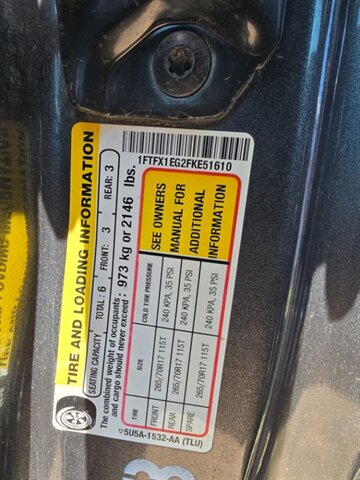 TIRE AND LOADING INFORMATION
SEATING CAPACITY TOTAL: 6 FRONT: 3 REAR: 3
The combined weight of occupants
and cargo should never exceed: 973 kg or 2146 lbs.
TIRE SIZE COLD TIRE PRESSURE
FRONT 265/70R17 115T 240 KPA, 35 PSI
REAR 265/70R17 115T 240 KPA, 35 PSI
SPARE 265/70R17 115T 240 KPA, 35 PSI
SEE OWNERS
MANUAL FOR
ADDITIONAL
INFORMATION
5U5A-1532-AA (TLU)
1FTFX1EG2FKE51610